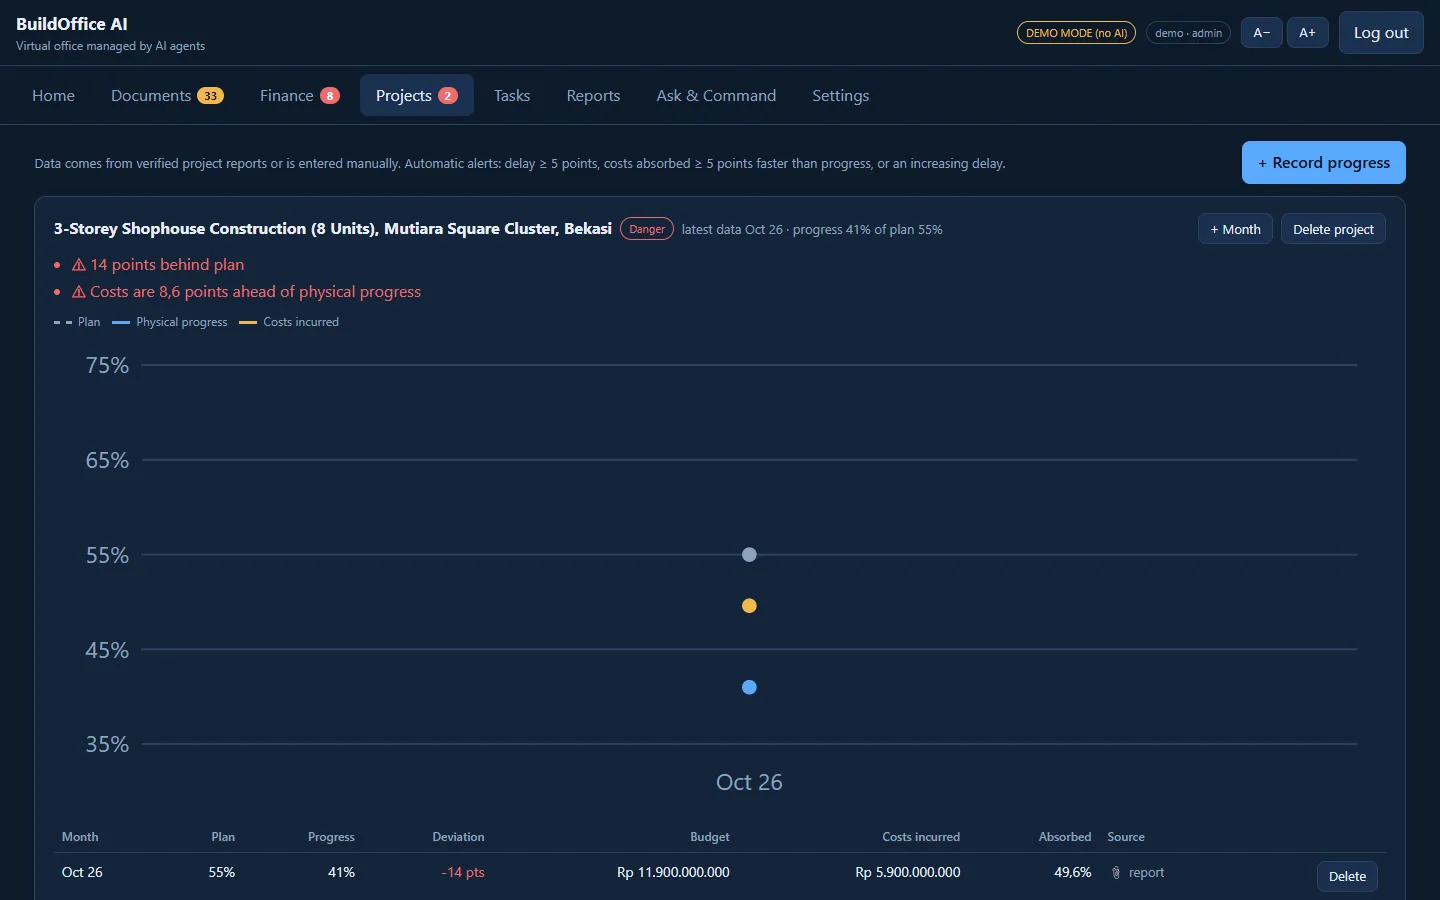 BuildOffice AI
Virtual office managed by AI agents
DEMO MODE (no AI)
demo · admin
A−
A+
Log out
Home
Documents 33
Finance 8
Projects 2
Tasks
Reports
Ask & Command
Settings
Data comes from verified project reports or is entered manually. Automatic alerts: delay ≥ 5 points, costs absorbed ≥ 5 points faster than progress, or an increasing delay.
+ Record progress
3-Storey Shophouse Construction (8 Units), Mutiara Square Cluster, Bekasi Danger latest data Oct 26 · progress 41% of plan 55%
+ Month
Delete project
⚠ 14 points behind plan
⚠ Costs are 8,6 points ahead of physical progress
Plan Physical progress Costs incurred
75%
65%
55%
45%
35%
Oct 26
Month Plan Progress Deviation Budget Costs incurred Absorbed Source
Oct 26 55% 41% -14 pts Rp 11.900.000.000 Rp 5.900.000.000 49,6% report Delete